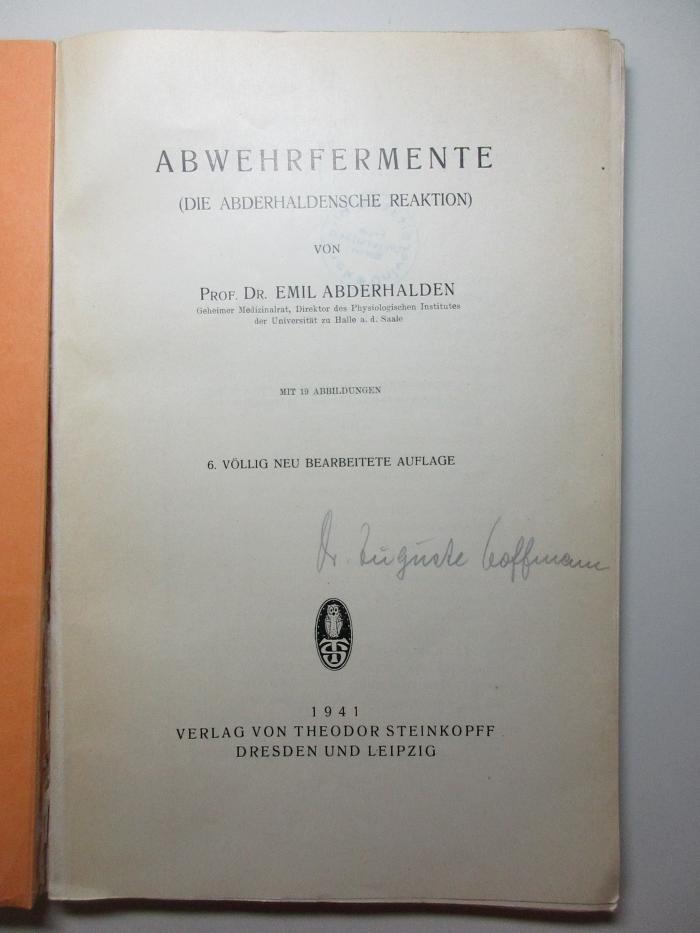 ABWEHRFERMENTE
(DIE ABDERHALDENSCHE REAKTION)
VON
PROF. DR. EMIL ABDERHALDEN
Geheimer Medizinalrat, Direktor des Physiologischen Institutes
der Universität zu Halle a. d. Saale
MIT 19 ABBILDUNGEN
6. VÖLLIG NEU BEARBEITETE AUFLAGE
Dr. Auguste Hoffmann
1941
VERLAG VON THEODOR STEINKOPFF
DRESDEN UND LEIPZIG